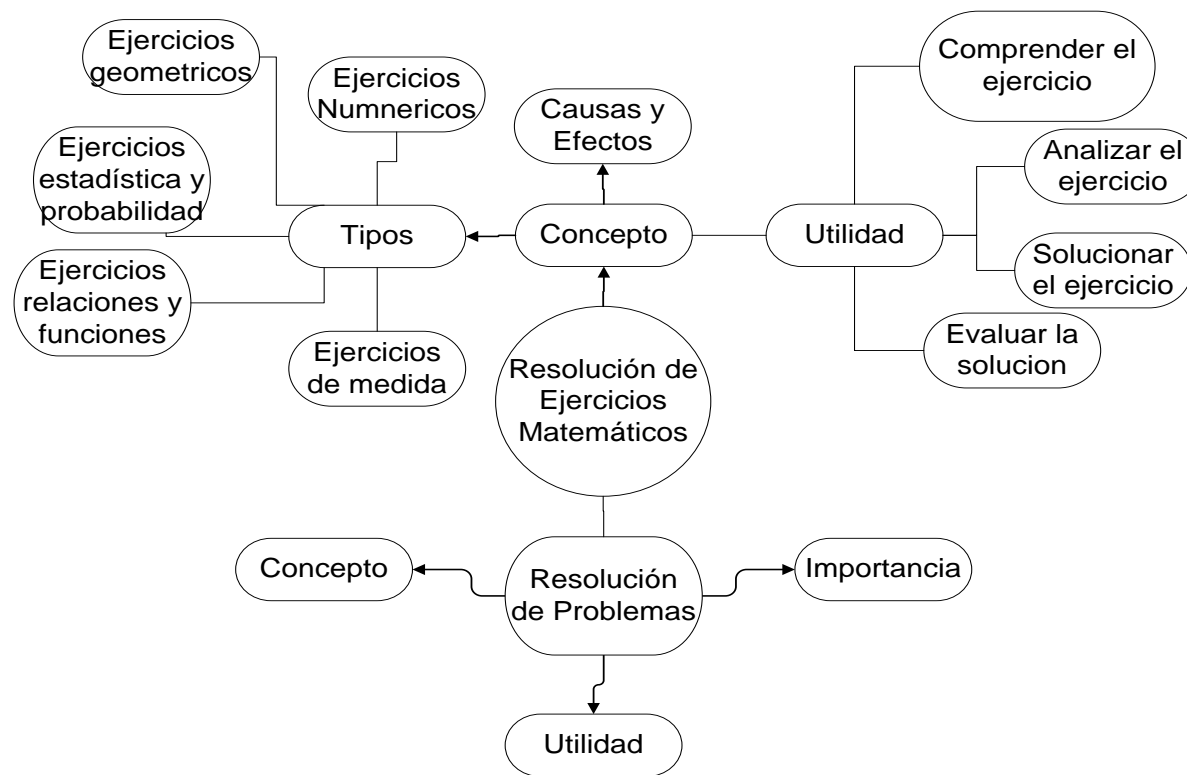 Ejercicios
geometricos
Ejercicios
Numnericos
Causas y
Efectos
Comprender el
ejercicio
Ejercicios
estadística y
probabilidad
Analizar el
ejercicio
Tipos
Concepto
Utilidad
Ejercicios
relaciones y
funciones
Solucionar
el ejercicio
Ejercicios
de medida
Evaluar la
solucion
Resolución de
Ejercicios
Matemáticos
Concepto
Resolución
de Problemas
Importancia
Utilidad